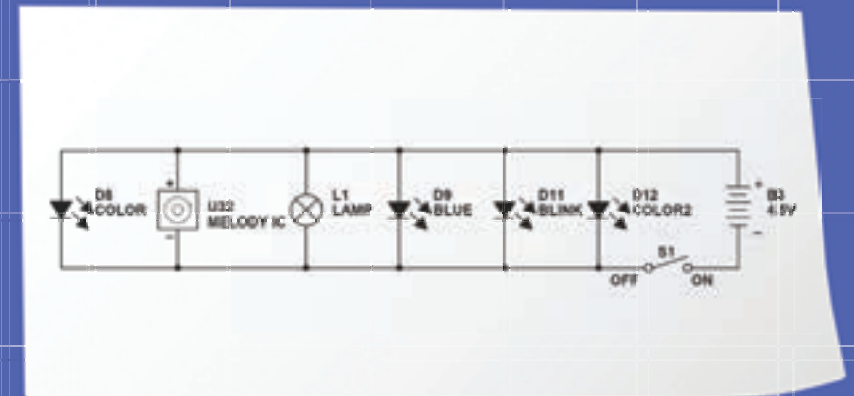 D8
COLOR
+
U32
MELODY IC
−
L1
LAMP
D9
BLUE
D11
BLINK
D12
COLOR2
+
B3
4.5V
−
S1
OFF
ON